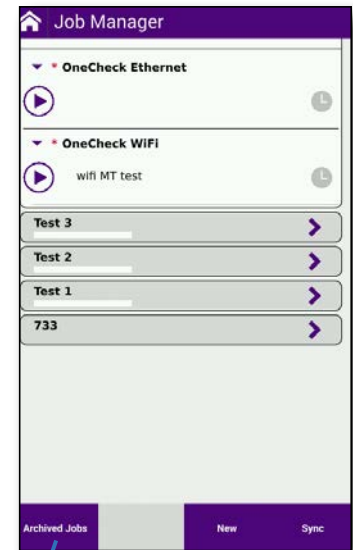 Job Manager
* OneCheck Ethernet
* OneCheck WiFi
wifi MT test
Test 3
Test 2
Test 1
733
Archived Jobs New Sync